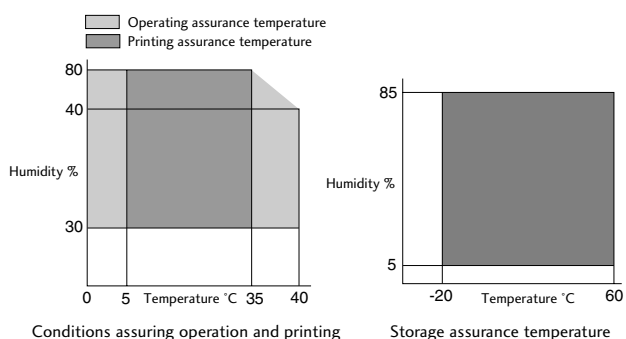 Operating assurance temperature
Printing assurance temperature
80
40
Humidity %
30
0 5 Temperature ˚C 35 40
Conditions assuring operation and printing
85
Humidity %
5
-20 Temperature ˚C 60
Storage assurance temperature